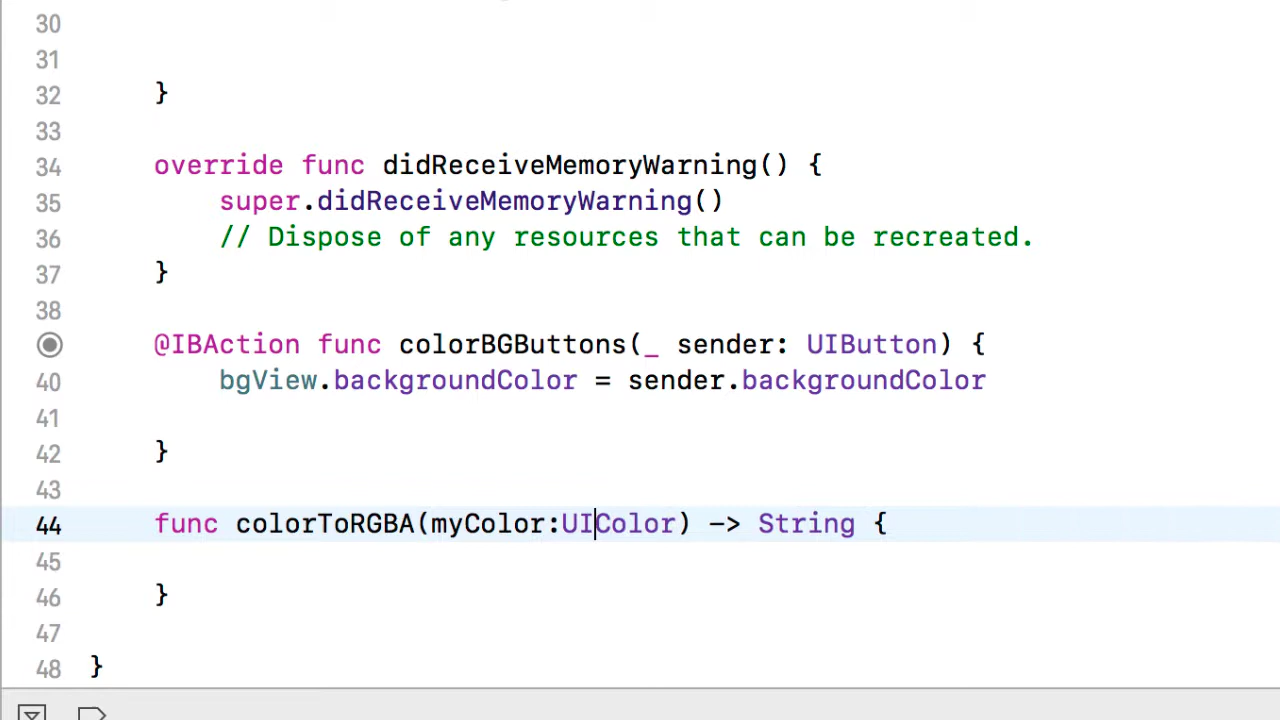 30
31
32 }
33
34 override func didReceiveMemoryWarning() {
35 super.didReceiveMemoryWarning()
36 // Dispose of any resources that can be recreated.
37 }
38
@IBAction func colorBGButtons(_ sender: UIButton) {
40 bgView.backgroundColor = sender.backgroundColor
41
42 }
43
44 func colorToRGBA(myColor:UIColor) -> String {
45
46 }
47
48 }